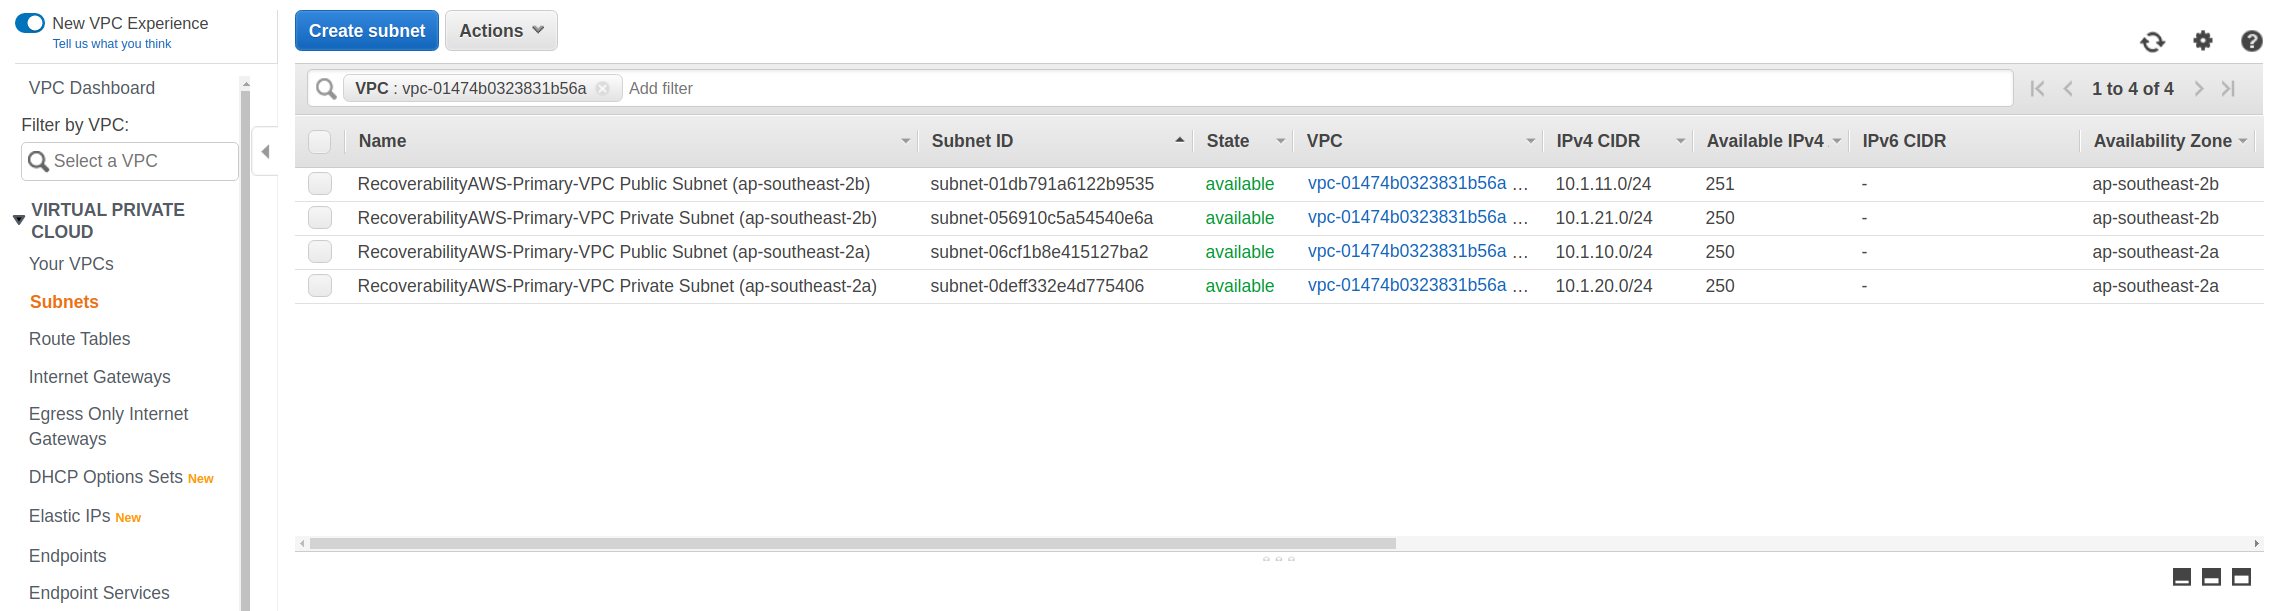 New VPC Experience
Tell us what you think
VPC Dashboard
Filter by VPC:
Select a VPC
VIRTUAL PRIVATE
CLOUD
Your VPCs
Subnets
Route Tables
Internet Gateways
Egress Only Internet
Gateways
DHCP Options Sets New
Elastic IPs New
Endpoints
Endpoint Services
Create subnet Actions
VPC : vpc-01474b0323831b56a Add filter 1 to 4 of 4
Name Subnet ID State VPC IPv4 CIDR Available IPv4 IPv6 CIDR Availability Zone
RecoverabilityAWS-Primary-VPC Public Subnet (ap-southeast-2b) subnet-01db791a6122b9535 available vpc-01474b0323831b56a ... 10.1.11.0/24 251 - ap-southeast-2b
RecoverabilityAWS-Primary-VPC Private Subnet (ap-southeast-2b) subnet-056910c5a54540e6a available vpc-01474b0323831b56a ... 10.1.21.0/24 250 - ap-southeast-2b
RecoverabilityAWS-Primary-VPC Public Subnet (ap-southeast-2a) subnet-06cf1b8e415127ba2 available vpc-01474b0323831b56a ... 10.1.10.0/24 250 - ap-southeast-2a
RecoverabilityAWS-Primary-VPC Private Subnet (ap-southeast-2a) subnet-0deff332e4d775406 available vpc-01474b0323831b56a ... 10.1.20.0/24 250 - ap-southeast-2a